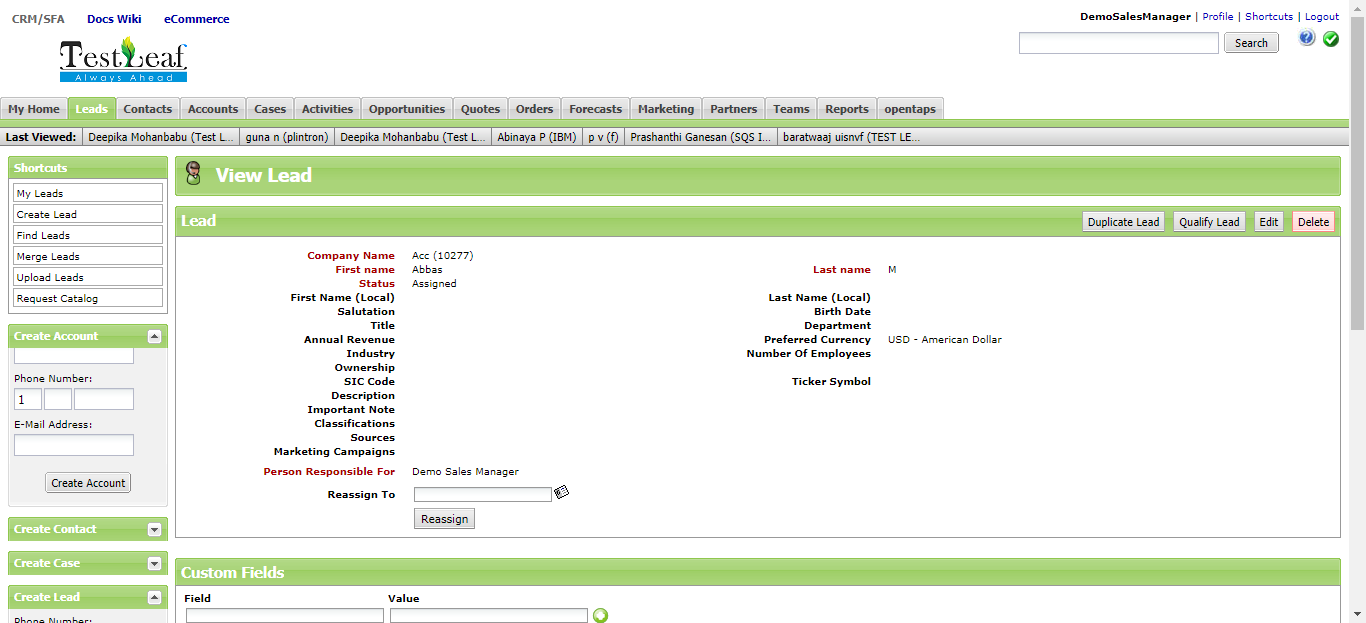 CRM/SFA Docs Wiki eCommerce
DemoSalesManager | Profile | Shortcuts | Logout
TestLeaf
Always Ahead
Search
My Home Leads Contacts Accounts Cases Activities Opportunities Quotes Orders Forecasts Marketing Partners Teams Reports opentaps
Last Viewed: Deepika Mohanbabu (Test L... guna n (plintron) Deepika Mohanbabu (Test L... Abinaya P (IBM) p v (f) Prashanthi Ganesan (SQS I... baratwaaj uisnvf (TEST LE...
Shortcuts
My Leads
Create Lead
Find Leads
Merge Leads
Upload Leads
Request Catalog
Create Account
Phone Number:
1
E-Mail Address:
Create Account
Create Contact
Create Case
Create Lead
Phone Number:
View Lead
Lead
Duplicate Lead Qualify Lead Edit Delete
Company Name Acc (10277)
First name Abbas Last name M
Status Assigned
First Name (Local) Last Name (Local)
Salutation Birth Date
Title Department
Annual Revenue Preferred Currency USD - American Dollar
Industry Number Of Employees
Ownership
SIC Code Ticker Symbol
Description
Important Note
Classifications
Sources
Marketing Campaigns
Person Responsible For Demo Sales Manager
Reassign To
Reassign
Custom Fields
Field Value